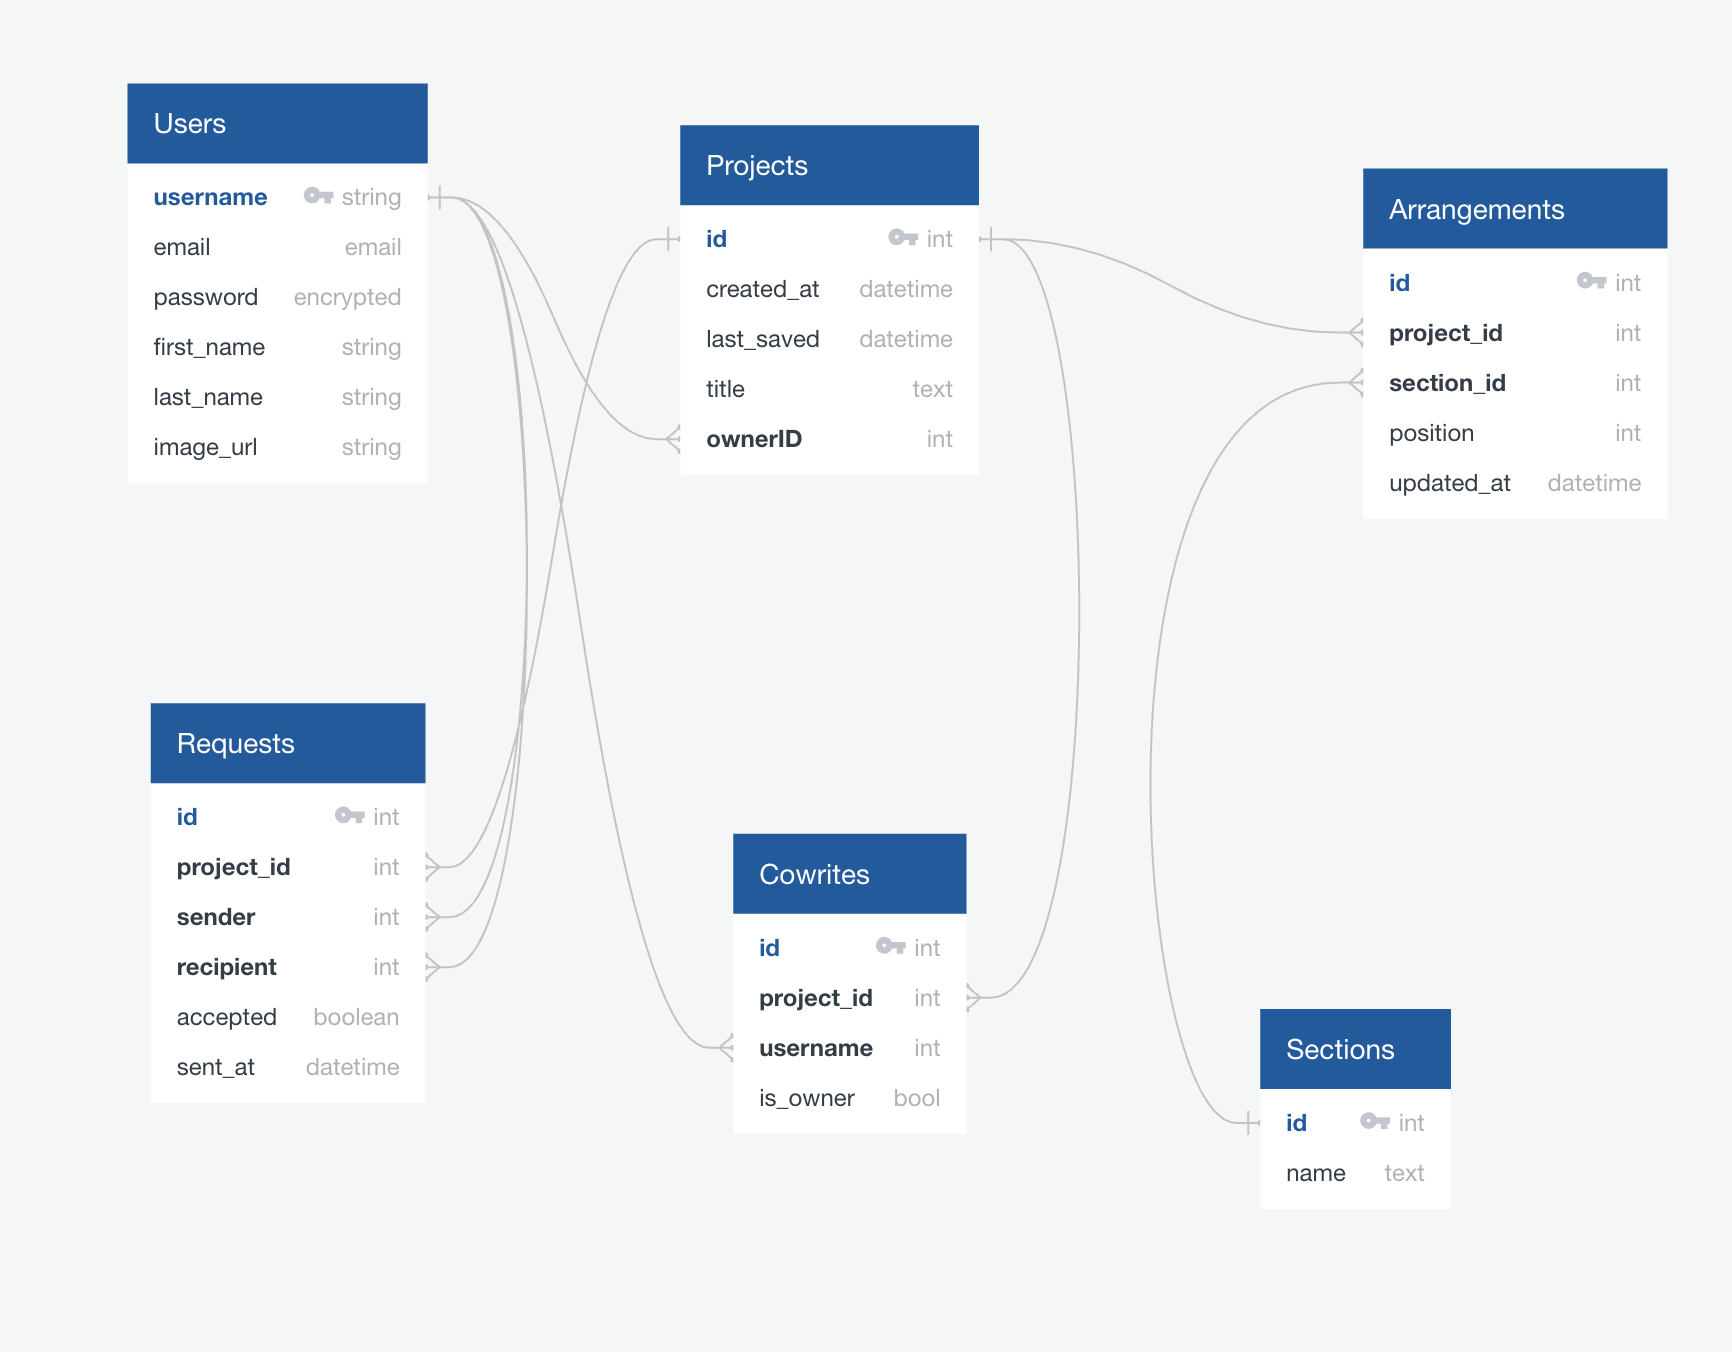 Users
username string
email email
password encrypted
first_name string
last_name string
image_url string
Projects
id int
created_at datetime
last_saved datetime
title text
ownerID int
Arrangements
id int
project_id int
section_id int
position int
updated_at datetime
Requests
id int
project_id int
sender int
recipient int
accepted boolean
sent_at datetime
Cowrites
id int
project_id int
username int
is_owner bool
Sections
id int
name text